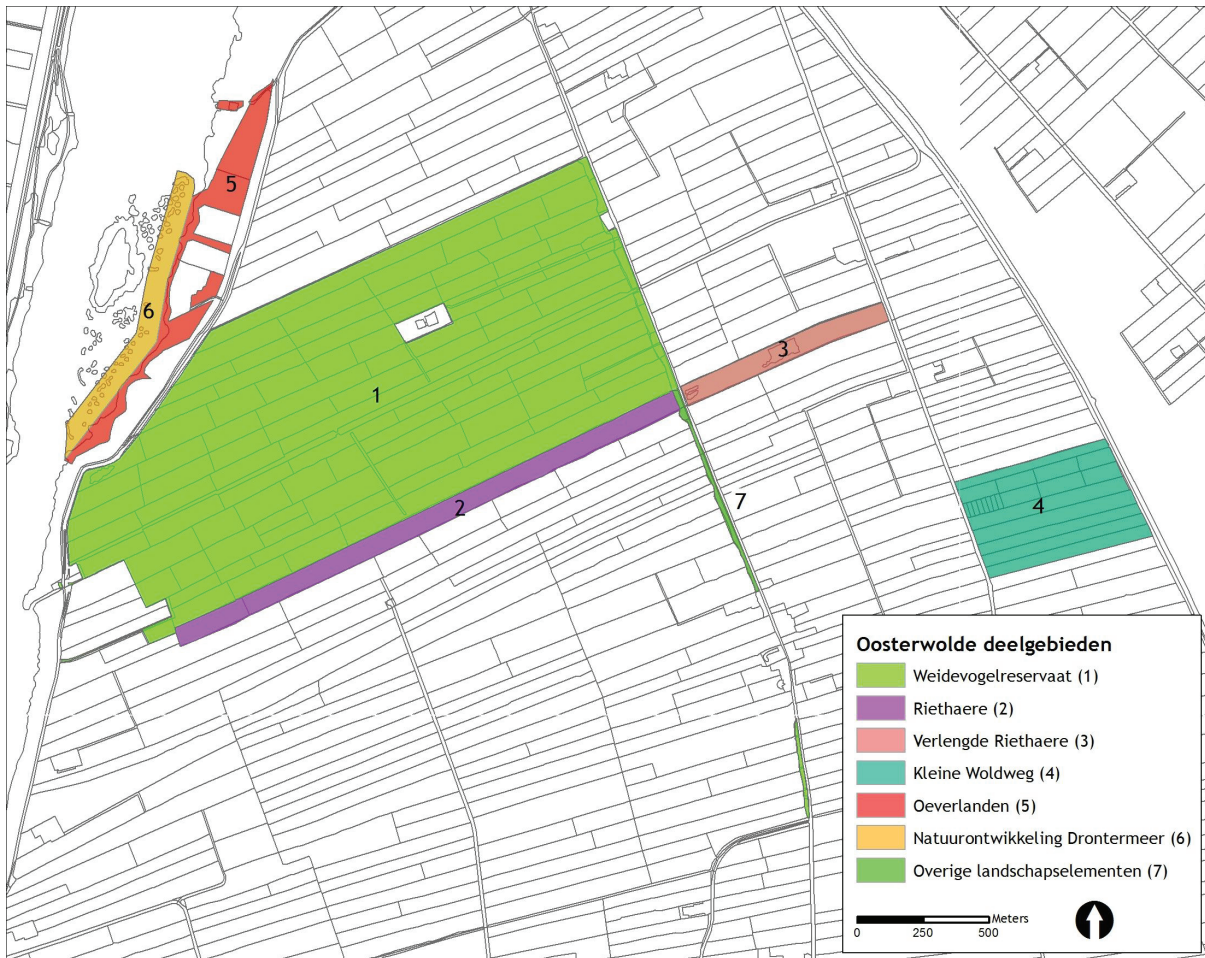 5
6
1
3
2
7
4
Oosterwolde deelgebieden
Weidevogelreservaat (1)
Riethaere (2)
Verlengde Riethaere (3)
Kleine Woldweg (4)
Oeverlanden (5)
Natuurontwikkeling Drontermeer (6)
Overige landschapselementen (7)
Meters
0 250 500